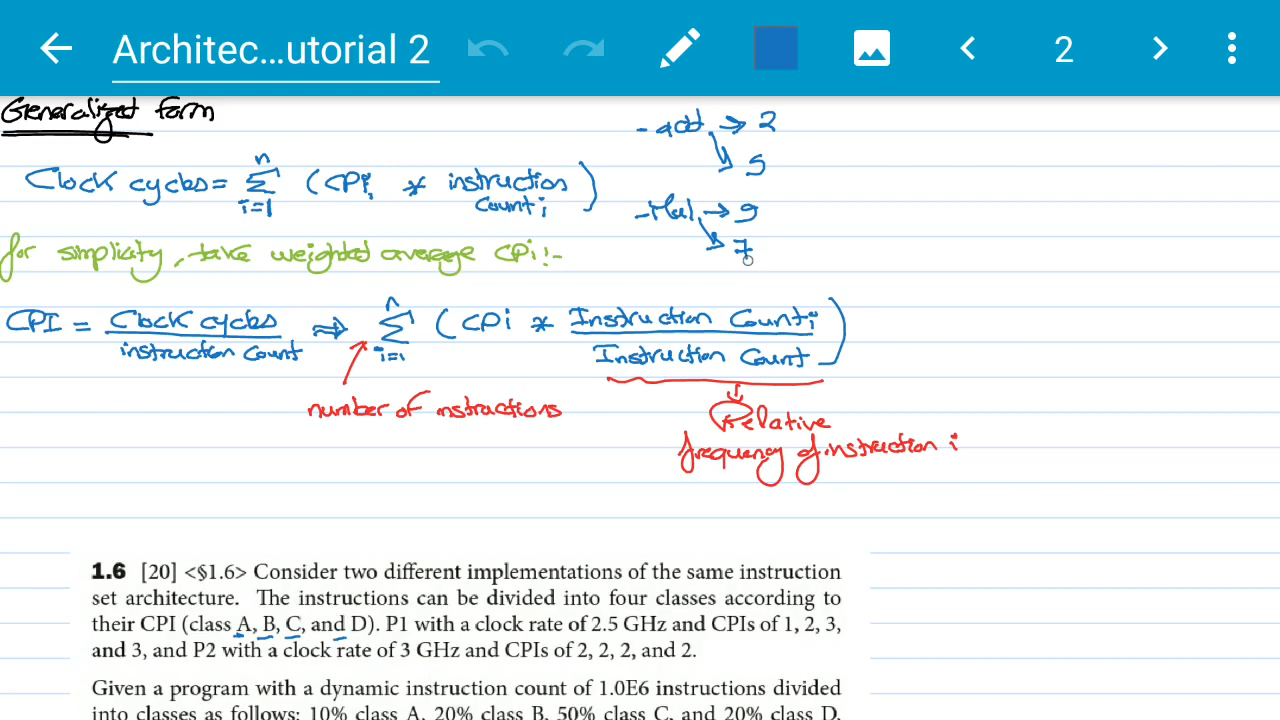 Architec...utorial 2
2
Generalized form
Clock cycles = n Σ i=1 (CPI i * instruction count i)
-add → 2
5
-Mul → 9
7
for simplicity, take weighted average CPi :-
CPI = Clock cycles / instruction count ⇒ n Σ i=1 (CPi * Instruction Count i / Instruction Count)
number of instructions
Relative
frequency of instruction i
1.6 [20] <§1.6> Consider two different implementations of the same instruction
set architecture. The instructions can be divided into four classes according to
their CPI (class A, B, C, and D). P1 with a clock rate of 2.5 GHz and CPIs of 1, 2, 3,
and 3, and P2 with a clock rate of 3 GHz and CPIs of 2, 2, 2, and 2.
Given a program with a dynamic instruction count of 1.0E6 instructions divided
into classes as follows: 10% class A, 20% class B, 50% class C, and 20% class D,